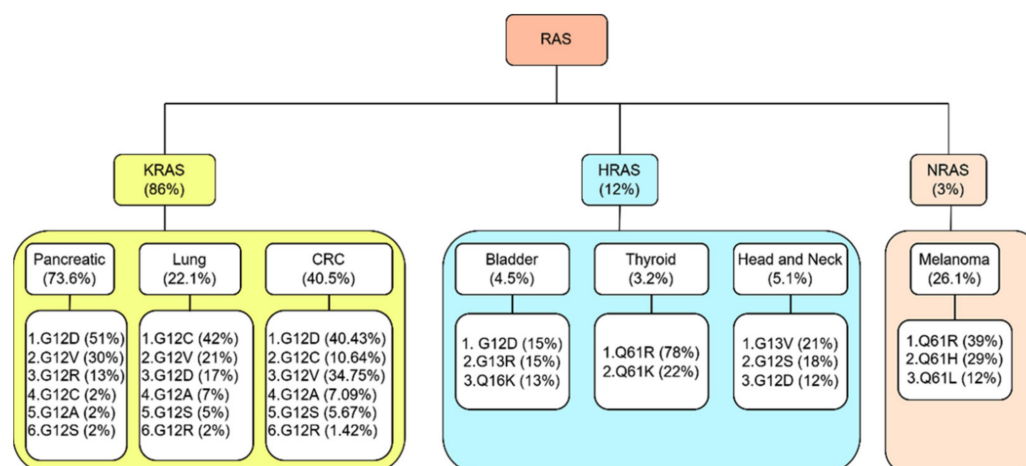 RAS
KRAS
(86%)
HRAS
(12%)
NRAS
(3%)
Pancreatic
(73.6%)
Lung
(22.1%)
CRC
(40.5%)
Bladder
(4.5%)
Thyroid
(3.2%)
Head and Neck
(5.1%)
Melanoma
(26.1%)
1.G12D (51%)
2.G12V (30%)
3.G12R (13%)
4.G12C (2%)
5.G12A (2%)
6.G12S (2%)
1.G12C (42%)
2.G12V (21%)
3.G12D (17%)
4.G12A (7%)
5.G12S (5%)
6.G12R (2%)
1.G12D (40.43%)
2.G12C (10.64%)
3.G12V (34.75%)
4.G12A (7.09%)
5.G12S (5.67%)
6.G12R (1.42%)
1. G12D (15%)
2.G13R (15%)
3.Q16K (13%)
1.Q61R (78%)
2.Q61K (22%)
1.G13V (21%)
2.G12S (18%)
3.G12D (12%)
1.Q61R (39%)
2.Q61H (29%)
3.Q61L (12%)